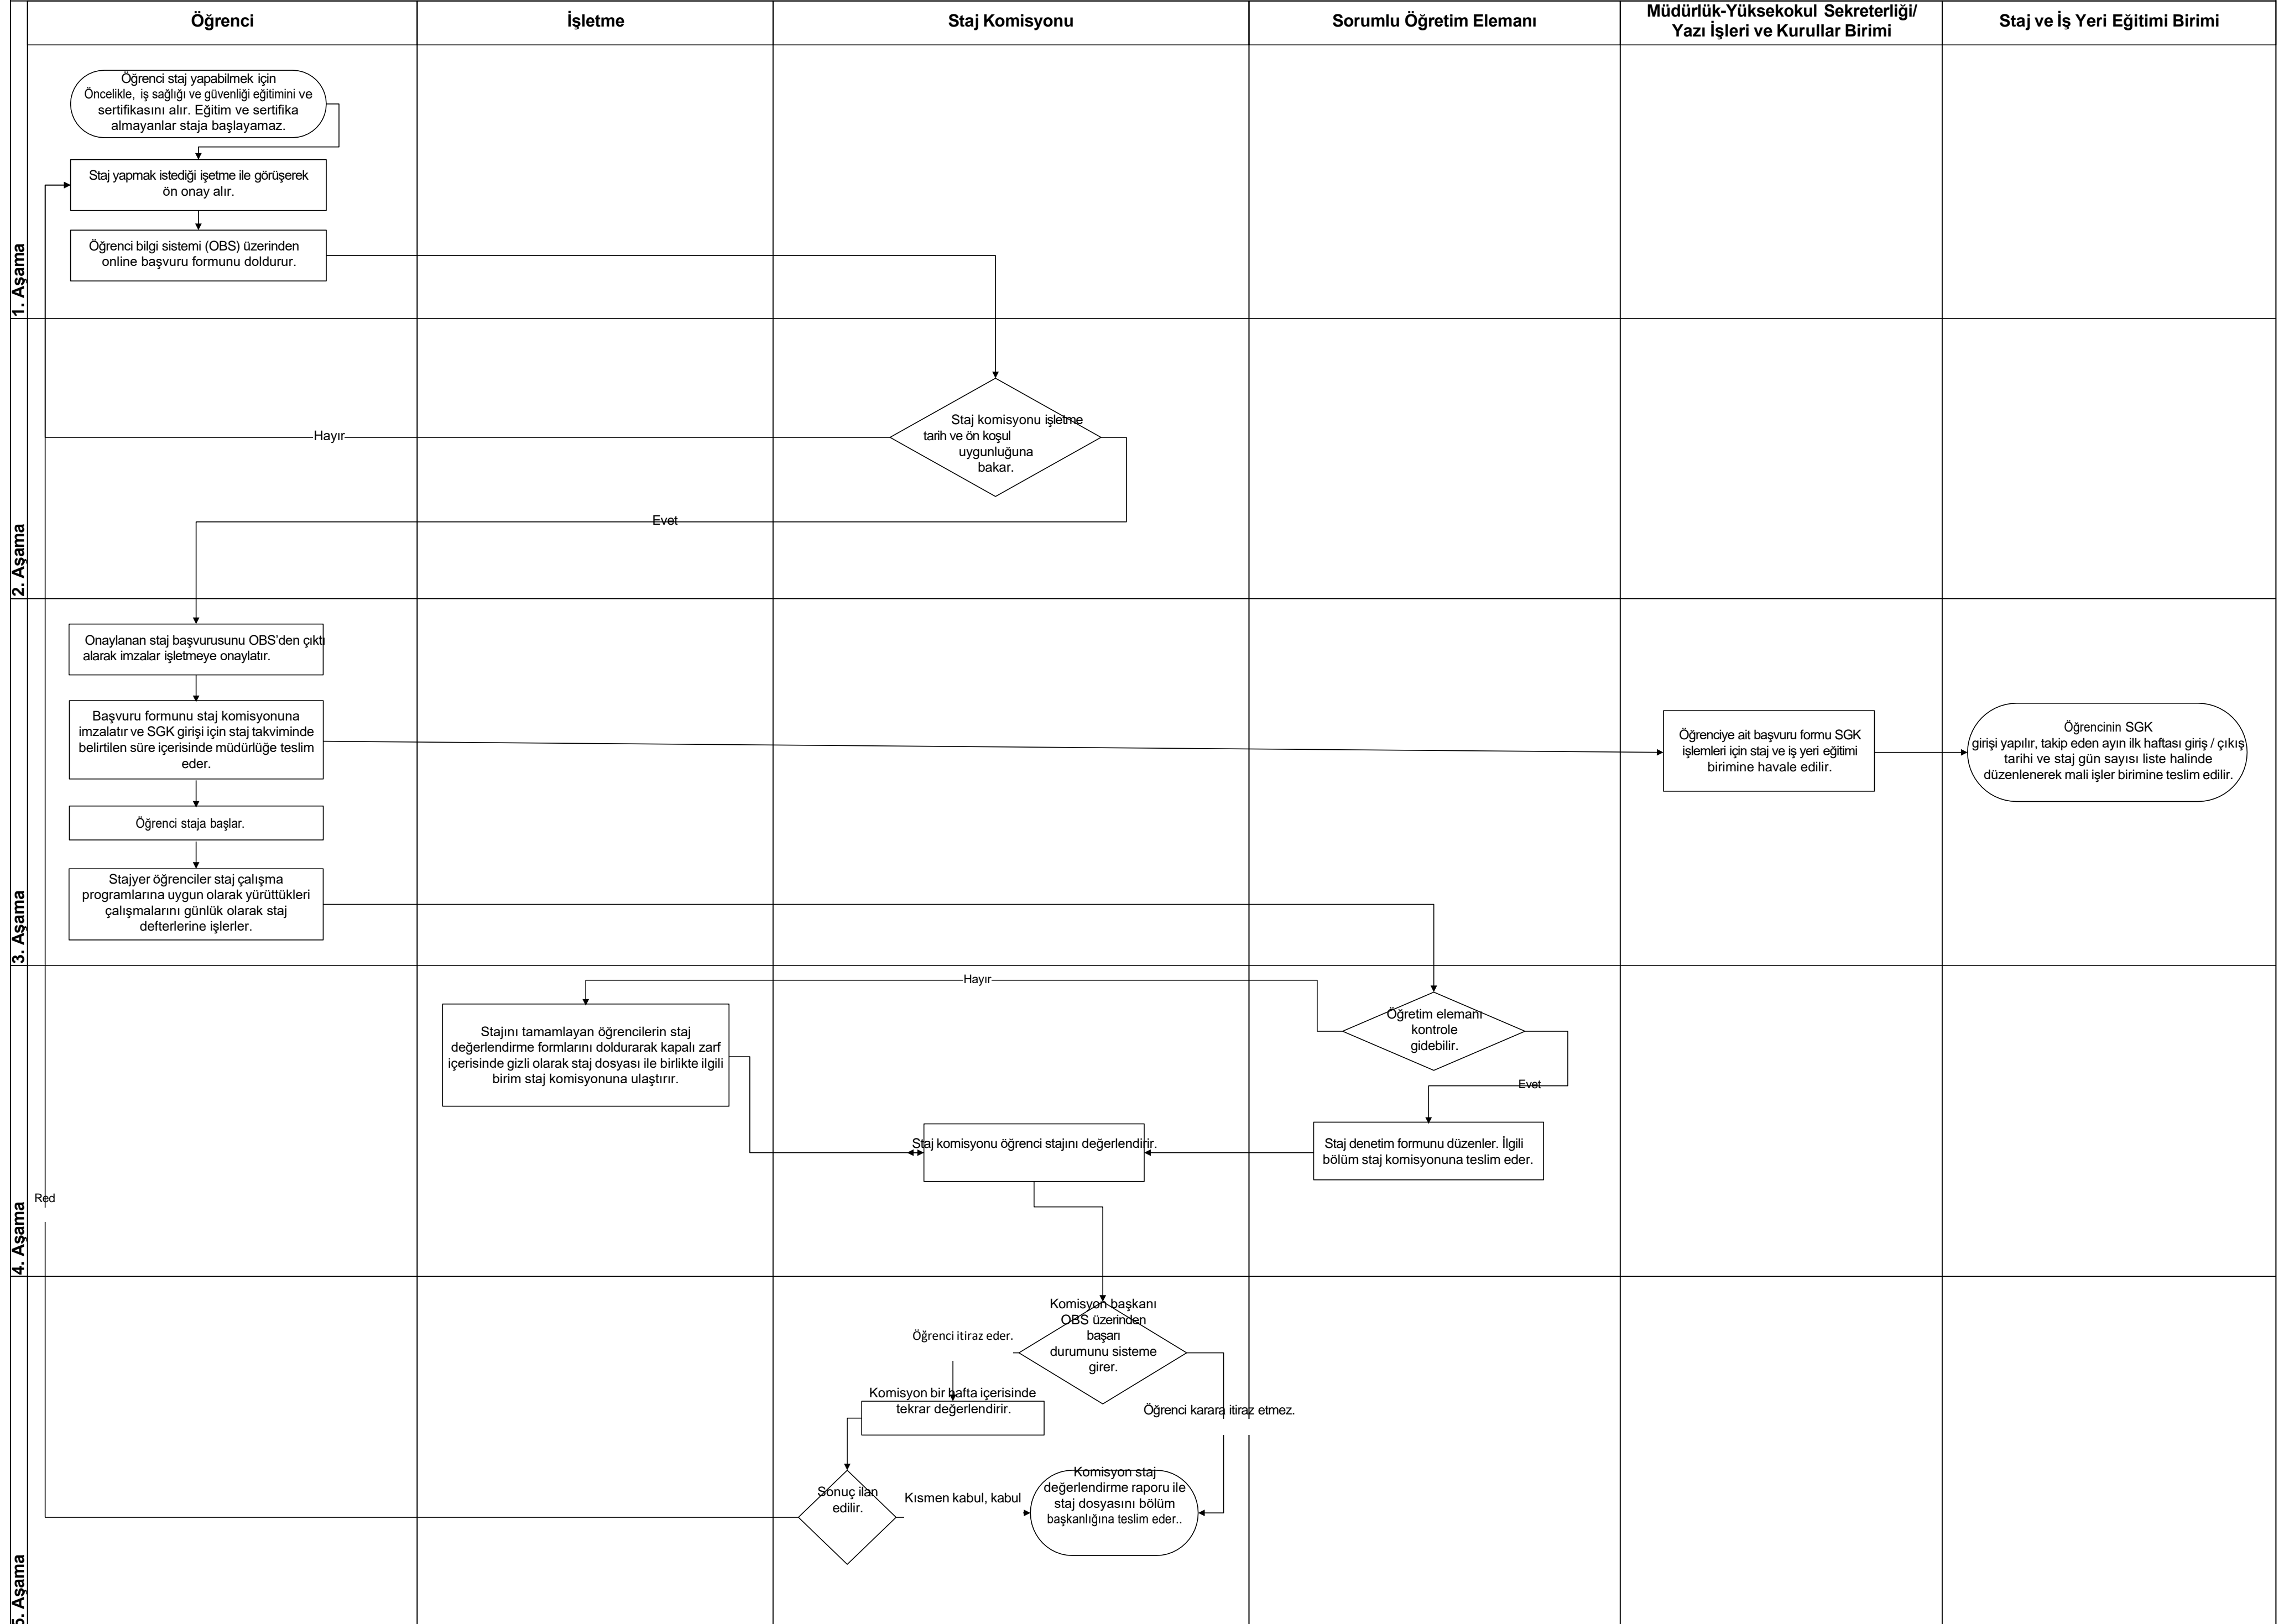 Öğrenci
İşletme
Staj Komisyonu
Sorumlu Öğretim Elemanı
Müdürlük-Yüksekokul Sekreterliği/
Yazı İşleri ve Kurullar Birimi
Staj ve İş Yeri Eğitimi Birimi
1. Aşama
Öğrenci staj yapabilmek için
Öncelikle, iş sağlığı ve güvenliği eğitimini ve
sertifikasını alır. Eğitim ve sertifika
almayanlar staja başlayamaz.
Staj yapmak istediği işetme ile görüşerek
ön onay alır.
Öğrenci bilgi sistemi (OBS) üzerinden
online başvuru formunu doldurur.
2. Aşama
Staj komisyonu işletme
tarih ve ön koşul
uygunluğuna
bakar.
Hayır
Evet
3. Aşama
Onaylanan staj başvurusunu OBS’den çıktı
alarak imzalar işletmeye onaylatır.
Başvuru formunu staj komisyonuna
imzalatır ve SGK girişi için staj takviminde
belirtilen süre içerisinde müdürlüğe teslim
eder.
Öğrenciye ait başvuru formu SGK
işlemleri için staj ve iş yeri eğitimi
birimine havale edilir.
Öğrencinin SGK
girişi yapılır, takip eden ayın ilk haftası giriş / çıkış
tarihi ve staj gün sayısı liste halinde
düzenlenerek mali işler birimine teslim edilir.
Öğrenci staja başlar.
Stajyer öğrenciler staj çalışma
programlarına uygun olarak yürüttükleri
çalışmalarını günlük olarak staj
defterlerine işlerler.
4. Aşama
Hayır
Öğretim elemanı
kontrole
gidebilir.
Evet
Stajını tamamlayan öğrencilerin staj
değerlendirme formlarını doldurarak kapalı zarf
içerisinde gizli olarak staj dosyası ile birlikte ilgili
birim staj komisyonuna ulaştırır.
Staj komisyonu öğrenci stajını değerlendirir.
Staj denetim formunu düzenler. İlgili
bölüm staj komisyonuna teslim eder.
Red
5. Aşama
Komisyon başkanı
OBS üzerinden
başarı
durumunu sisteme
girer.
Öğrenci itiraz eder.
Komisyon bir hafta içerisinde
tekrar değerlendirir.
Öğrenci karara itiraz etmez.
Sonuç ilan
edilir.
Kısmen kabul, kabul
Komisyon staj
değerlendirme raporu ile
staj dosyasını bölüm
başkanlığına teslim eder..